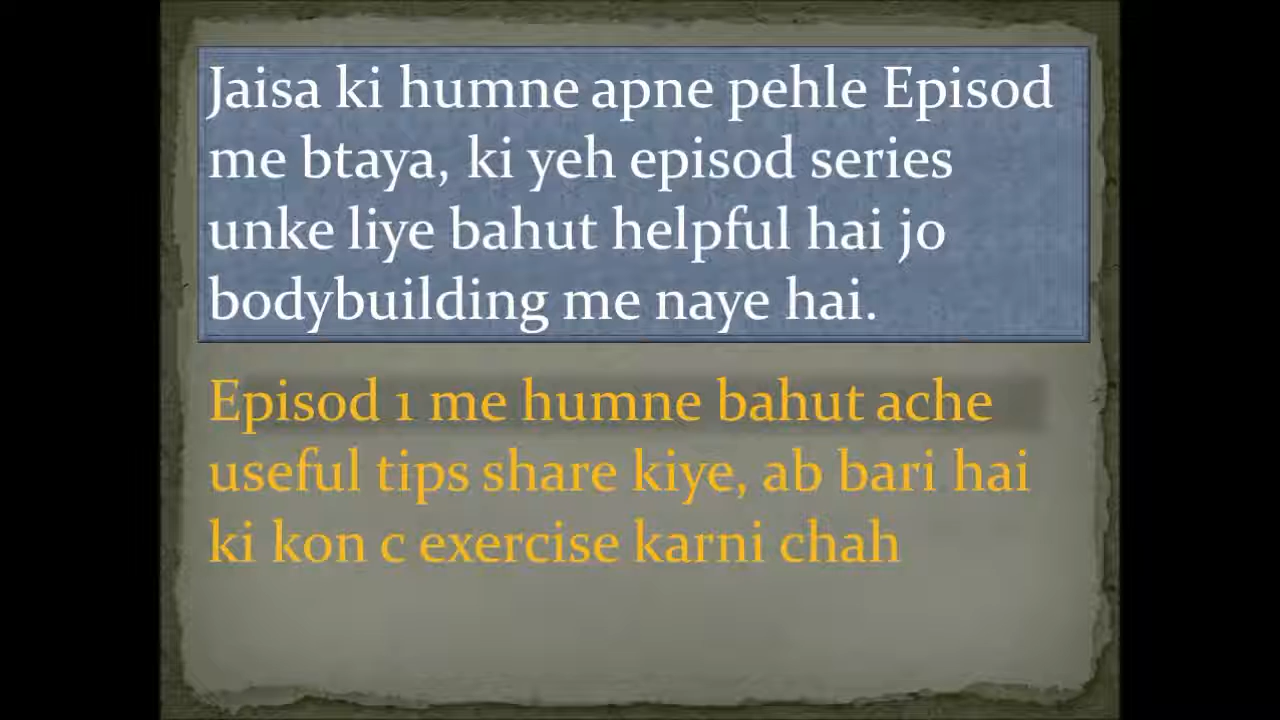 Jaisa ki humne apne pehle Episod
me btaya, ki yeh episod series
unke liye bahut helpful hai jo
bodybuilding me naye hai.
Episod 1 me humne bahut ache
useful tips share kiye, ab bari hai
ki kon c exercise karni chah